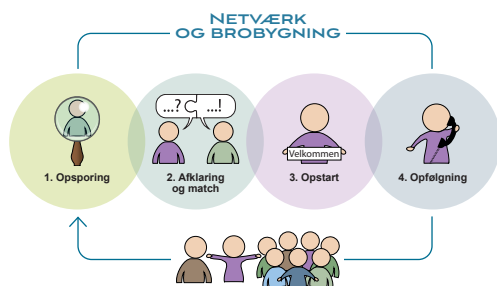 NETVÆRK
OG BROBYGNING
...?
...!
Velkommen
1. Opsporing
2. Afklaring
og match
3. Opstart
4. Opfølgning